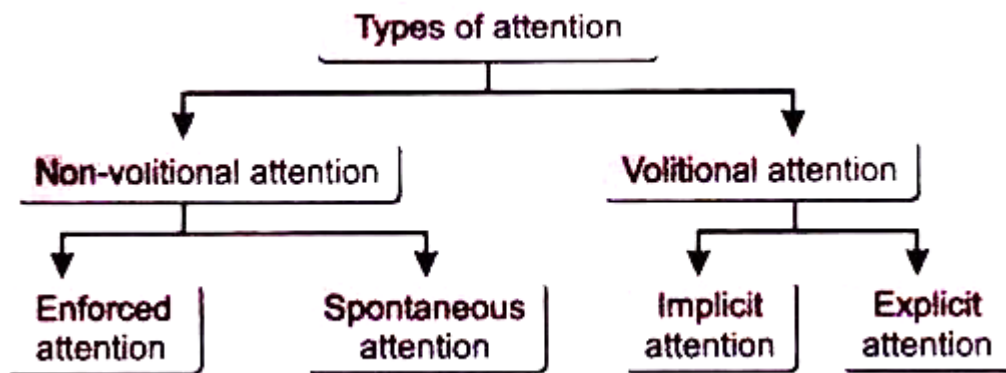 Types of attention
Non-volitional attention
Volitional attention
Enforced
attention
Spontaneous
attention
Implicit
attention
Explicit
attention